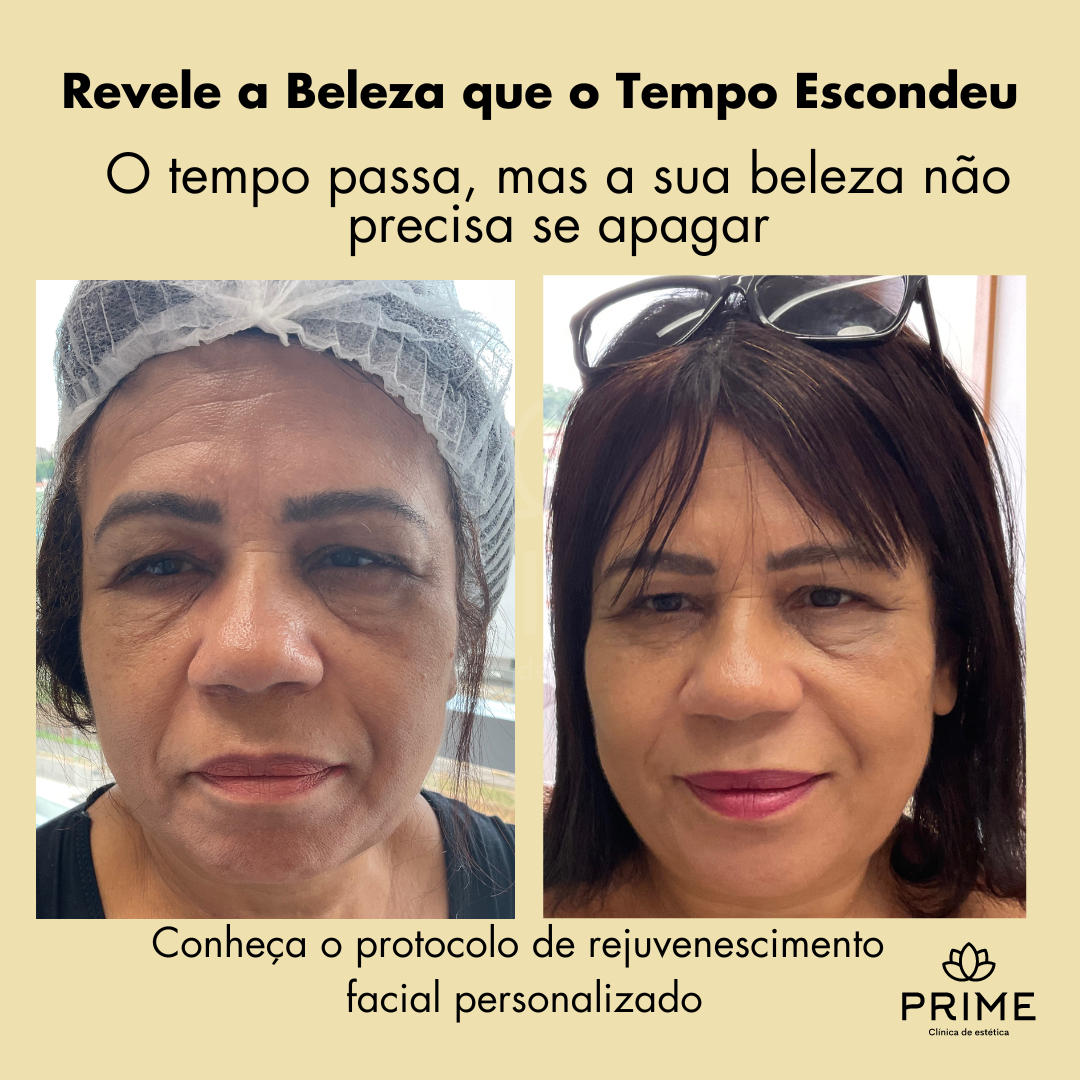 Revele a Beleza que o Tempo Escondeu
O tempo passa, mas a sua beleza não
precisa se apagar
Conheça o protocolo de rejuvenescimento
facial personalizado
PRIME
Clínica de estética